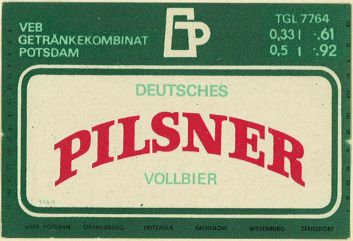 VEB
GETRÄNKEKOMBINAT
POTSDAM
TGL 7764
0,33 l -.61
0,5 l -.92
DEUTSCHES
PILSNER
VOLLBIER
WERK POTSDAM ORANIENBURG PRITZWALK RATHENOW WIESENBURG ZERNSDORF